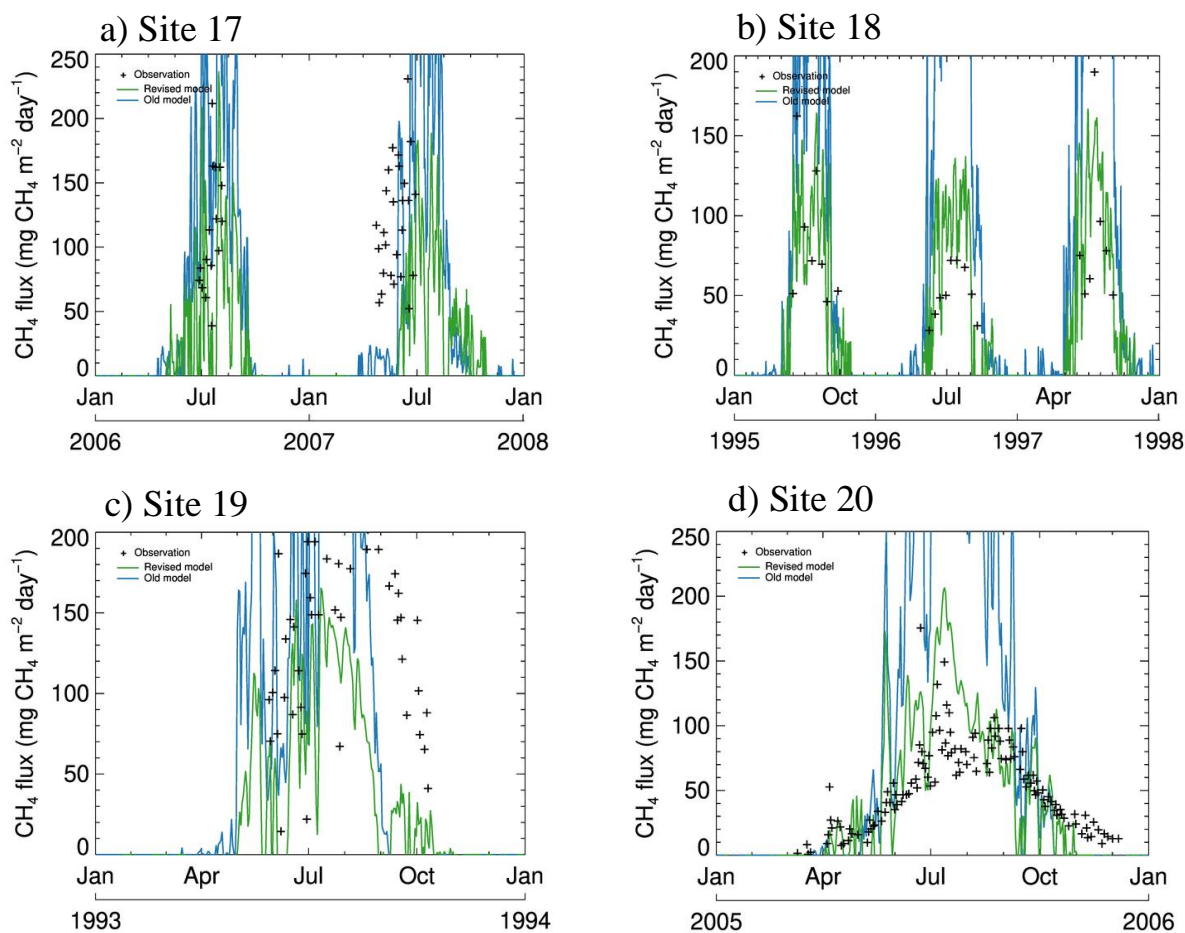 a) Site 17
CH4 flux (mg CH4 m−2 day−1)
250
200
150
100
50
0
+ Observation
Revised model
Old model
Jan Jul Jan Jul Jan
2006 2007 2008
b) Site 18
CH4 flux (mg CH4 m−2 day−1)
200
150
100
50
0
+ Observation
Revised model
Old model
Jan Oct Jul Apr Jan
1995 1996 1997 1998
c) Site 19
CH4 flux (mg CH4 m−2 day−1)
200
150
100
50
0
+ Observation
Revised model
Old model
Jan Apr Jul Oct Jan
1993 1994
d) Site 20
CH4 flux (mg CH4 m−2 day−1)
250
200
150
100
50
0
+ Observation
Revised model
Old model
Jan Apr Jul Oct Jan
2005 2006